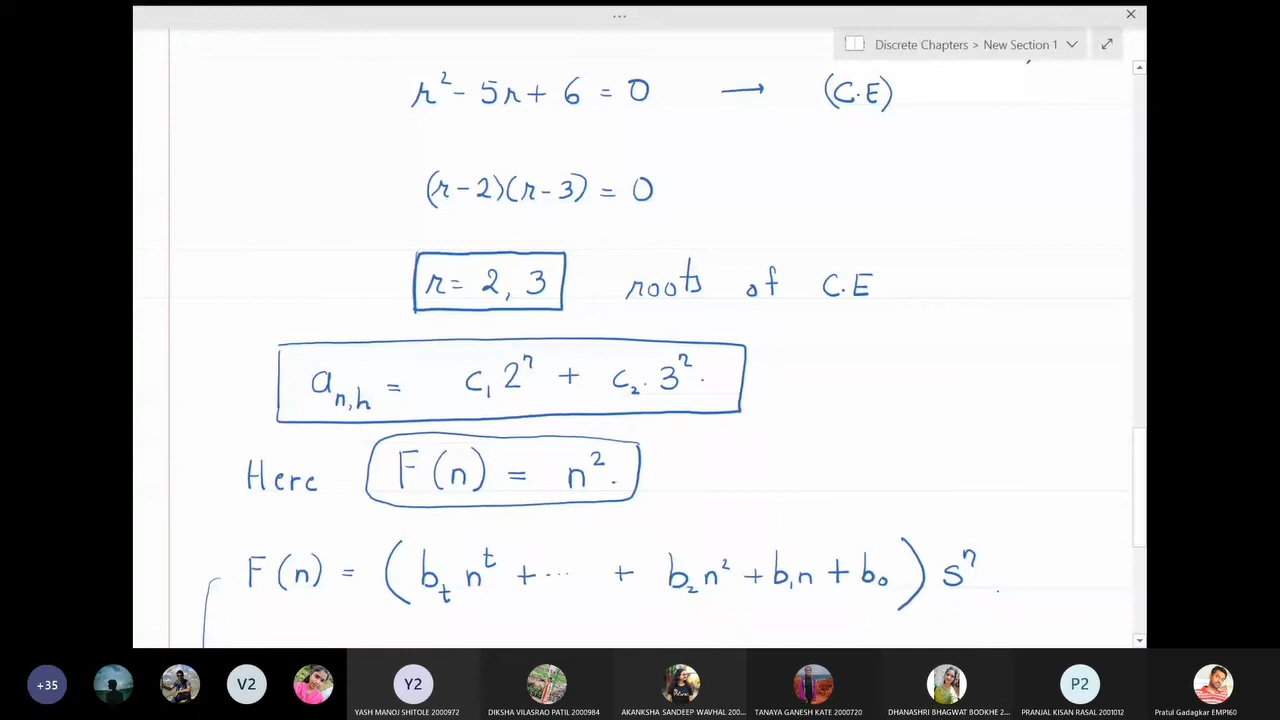 Discrete Chapters > New Section 1
r² - 5r + 6 = 0 → (C.E)
(r-2)(r-3) = 0
r = 2, 3 roots of C.E
a_{n,h} = c₁ 2ⁿ + c₂. 3ⁿ.
Here F(n) = n².
F(n) = (b_t n^t + ... + b₂n² + b₁n + b₀) sⁿ.
+35 V2 Y2 P2
YASH MANOJ SHITOLE 2000972 DIKSHA VILASRAO PATIL 2000984 AKANKSHA SANDEEP WAVHAL 200... TANAYA GANESH KATE 2000720 DHANASHRI BHAGWAT BODKHE 2... PRANJAL KISAN RASAL 2001012 Pratul Gadagkar EMP160